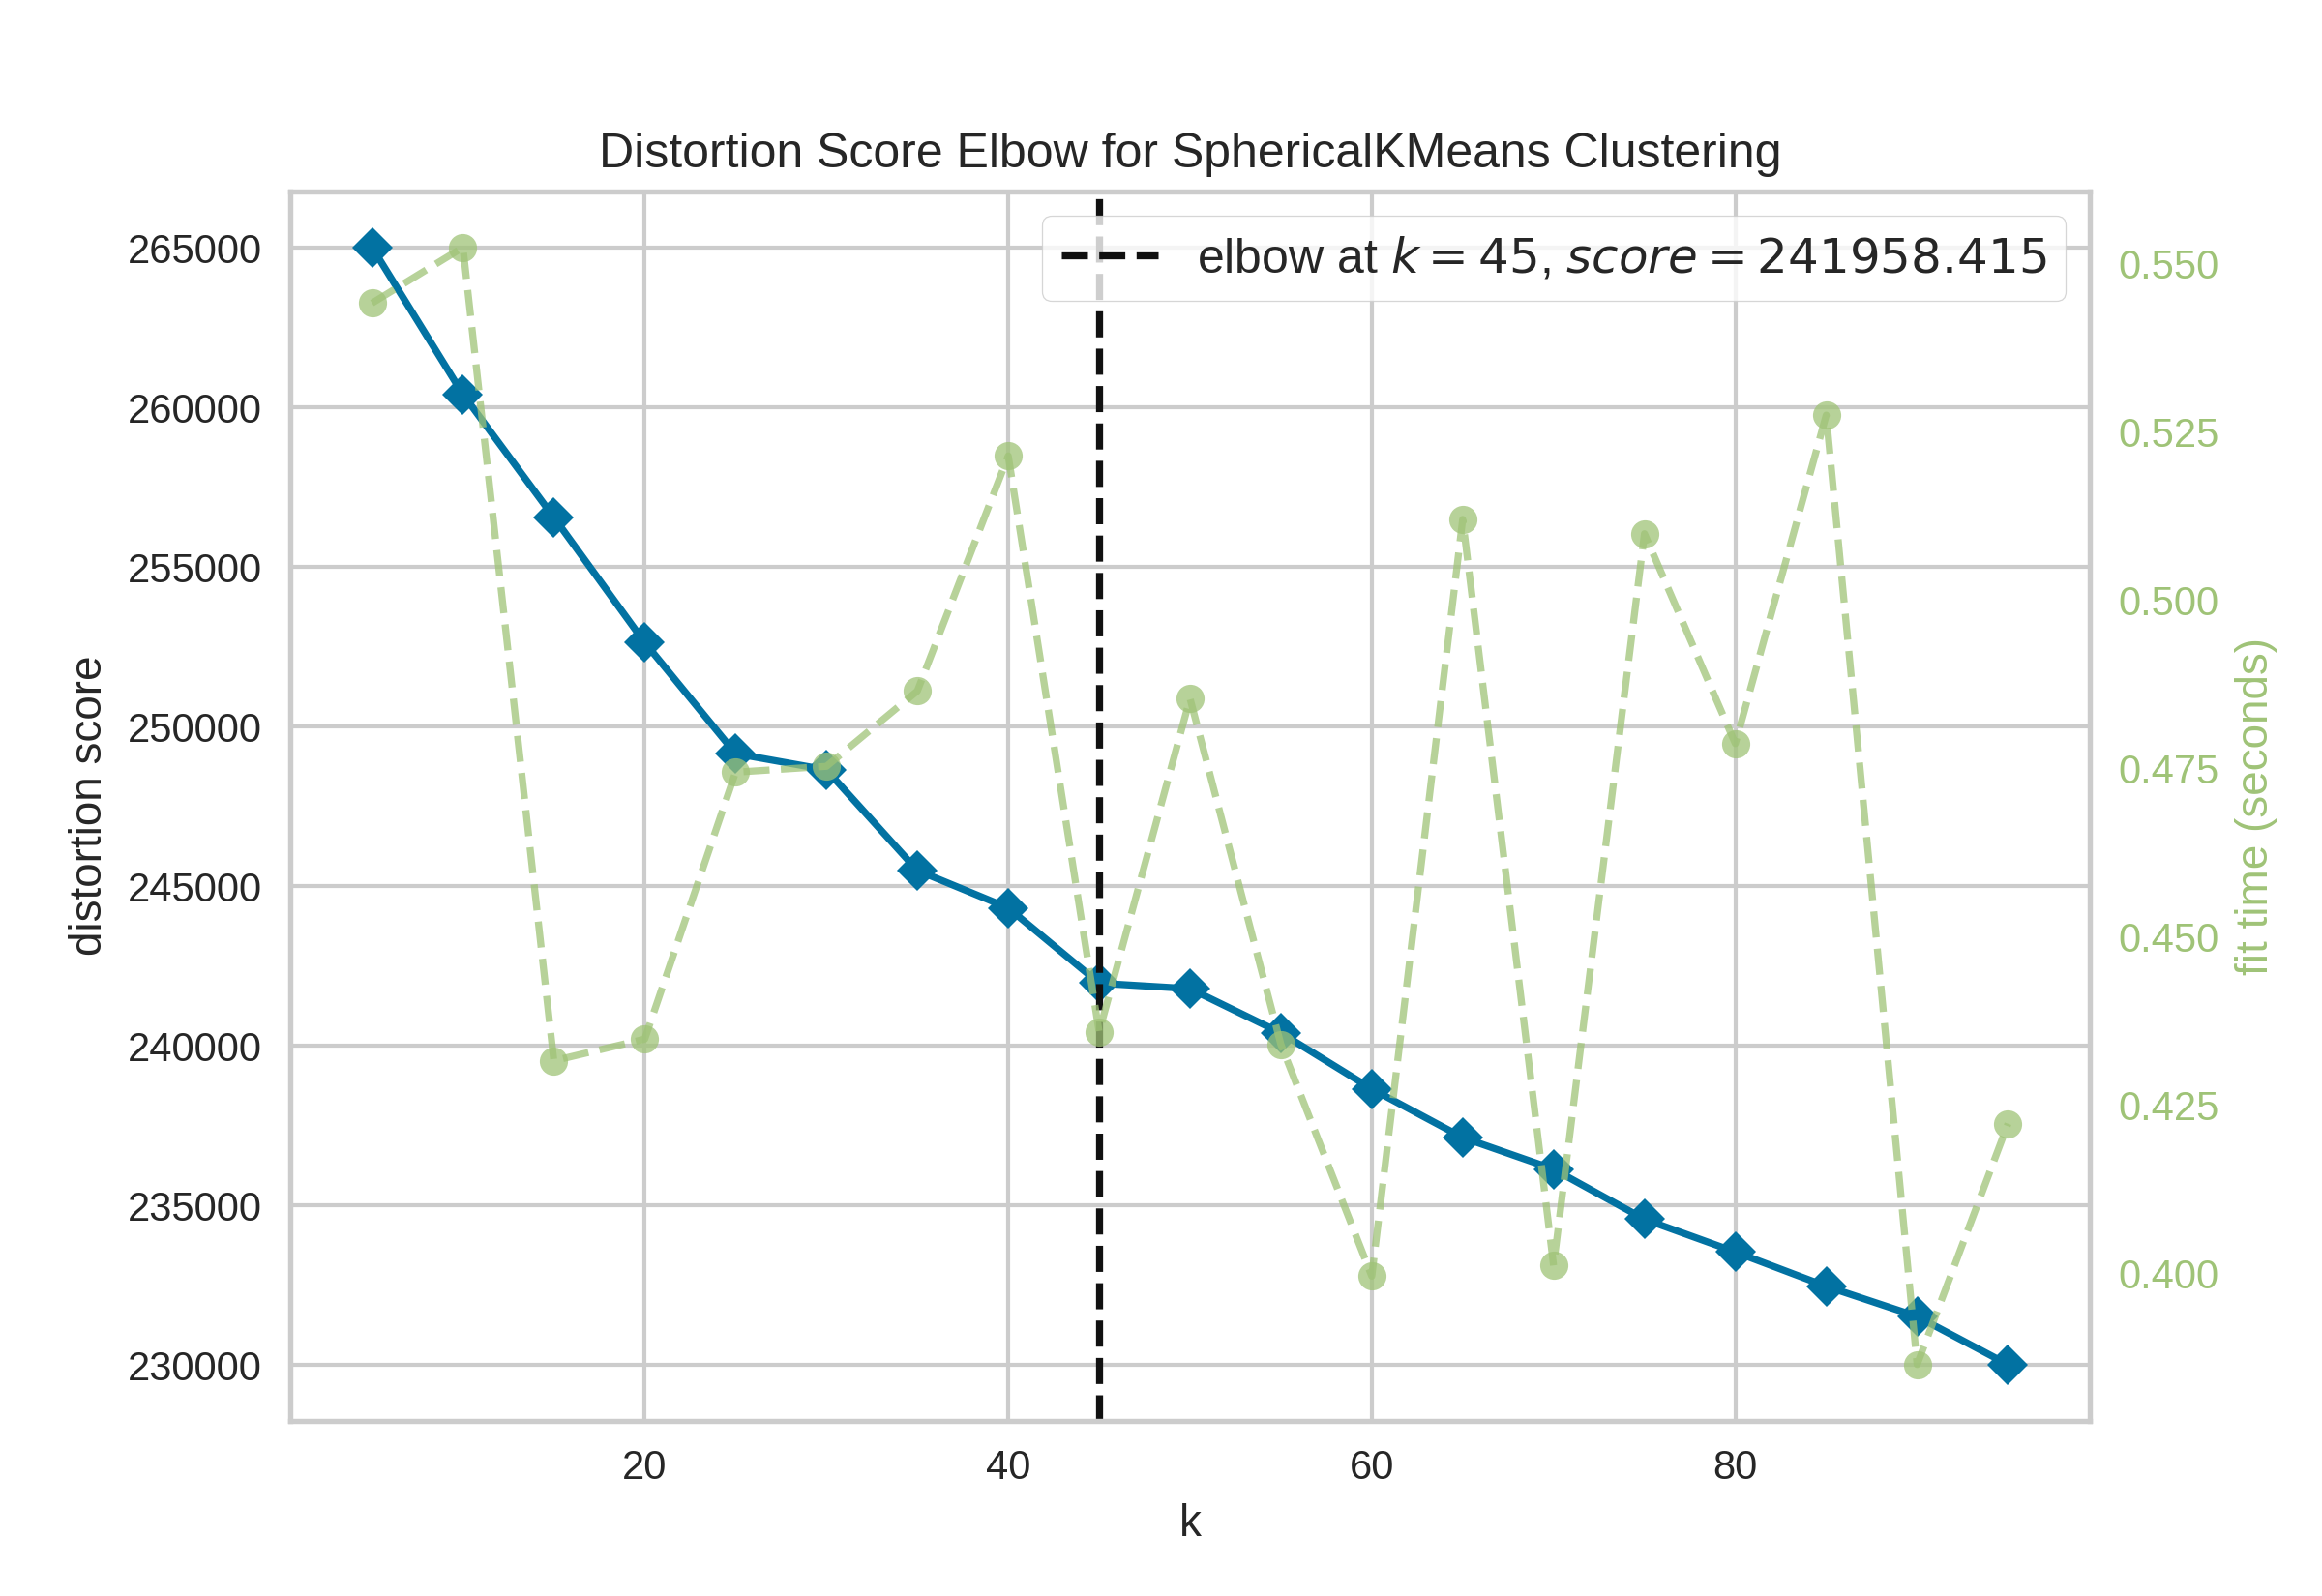 Distortion Score Elbow for SphericalKMeans Clustering
elbow at k = 45, score = 241958.415
distortion score
265000
260000
255000
250000
245000
240000
235000
230000
0.550
0.525
0.500
0.475
0.450
0.425
0.400
fit time (seconds)
20 40 60 80
k